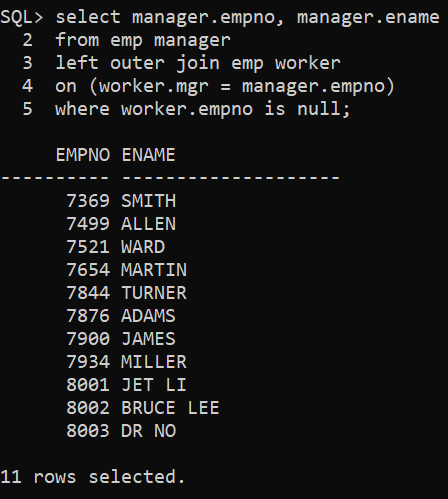 SQL> select manager.empno, manager.ename
  2  from emp manager
  3  left outer join emp worker
  4  on (worker.mgr = manager.empno)
  5  where worker.empno is null;

     EMPNO ENAME
---------- --------------------
      7369 SMITH
      7499 ALLEN
      7521 WARD
      7654 MARTIN
      7844 TURNER
      7876 ADAMS
      7900 JAMES
      7934 MILLER
      8001 JET LI
      8002 BRUCE LEE
      8003 DR NO

11 rows selected.